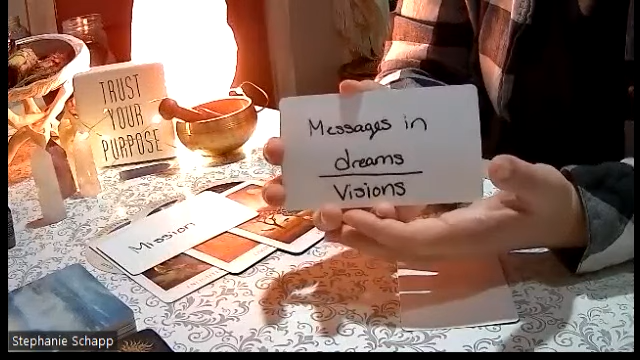 TRUST
YOUR
PURPOSE
Messages in
dreams
Visions
Mission
Stephanie Schapp